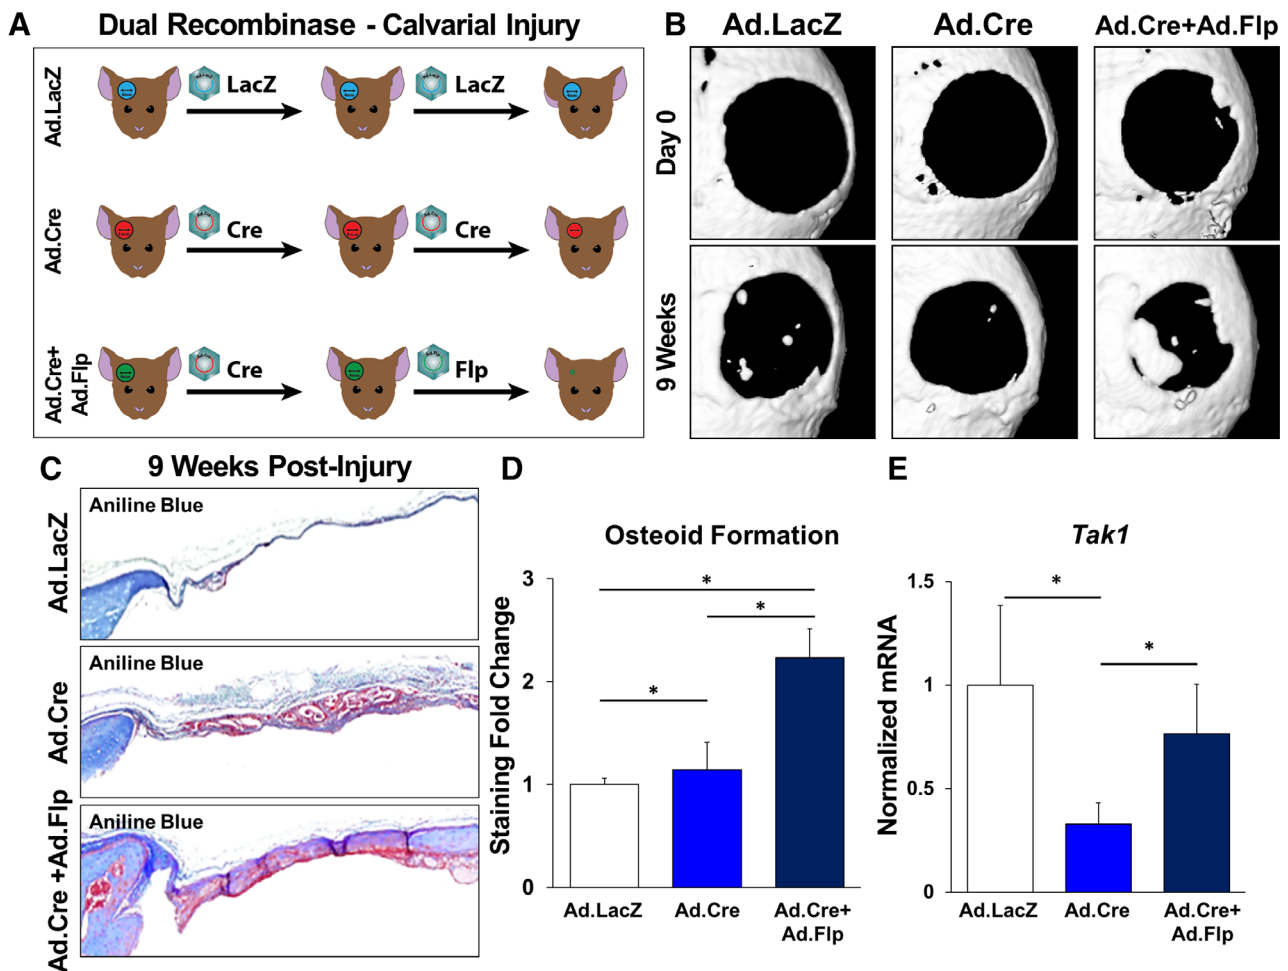 A
Dual Recombinase - Calvarial Injury
Ad.LacZ
LacZ
LacZ
Ad.Cre
Cre
Cre
Ad.Cre+
Ad.Flp
Cre
Flp
B
Ad.LacZ
Ad.Cre
Ad.Cre+Ad.Flp
Day 0
9 Weeks
C
9 Weeks Post-Injury
Ad.LacZ
Aniline Blue
Ad.Cre
Aniline Blue
Ad.Cre +Ad.Flp
Aniline Blue
D
Osteoid Formation
Staining Fold Change
3
2
1
0
*
*
*
Ad.LacZ
Ad.Cre
Ad.Cre+
Ad.Flp
E
Tak1
Normalized mRNA
1.5
1
0.5
0
*
*
Ad.LacZ
Ad.Cre
Ad.Cre+
Ad.Flp